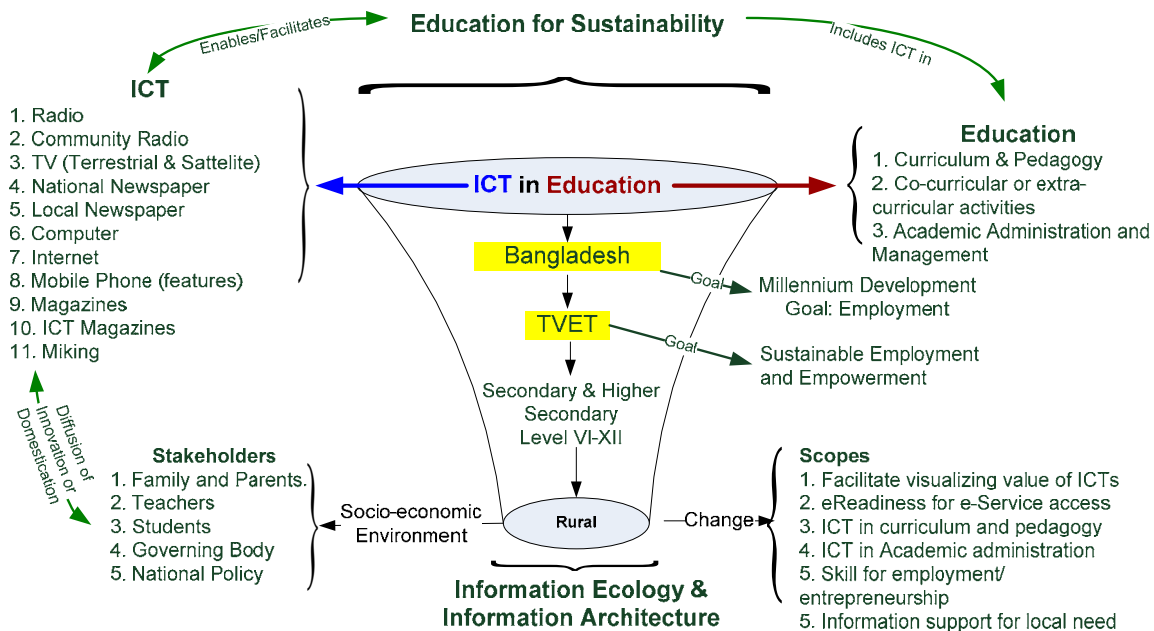 Education for Sustainability
Enables/Facilitates
Includes ICT in
ICT
1. Radio
2. Community Radio
3. TV (Terrestrial & Sattelite)
4. National Newspaper
5. Local Newspaper
6. Computer
7. Internet
8. Mobile Phone (features)
9. Magazines
10. ICT Magazines
11. Miking
ICT in Education
Education
1. Curriculum & Pedagogy
2. Co-curricular or extra-
curricular activities
3. Academic Administration and
Management
Bangladesh
Goal
Millennium Development
Goal: Employment
TVET
Goal
Sustainable Employment
and Empowerment
Secondary & Higher
Secondary
Level VI-XII
Diffusion of
Innovation or
Domestication
Stakeholders
1. Family and Parents.
2. Teachers
3. Students
4. Governing Body
5. National Policy
Socio-economic
Environment
Rural
Change
Scopes
1. Facilitate visualizing value of ICTs
2. eReadiness for e-Service access
3. ICT in curriculum and pedagogy
4. ICT in Academic administration
5. Skill for employment/
entrepreneurship
5. Information support for local need
Information Ecology &
Information Architecture